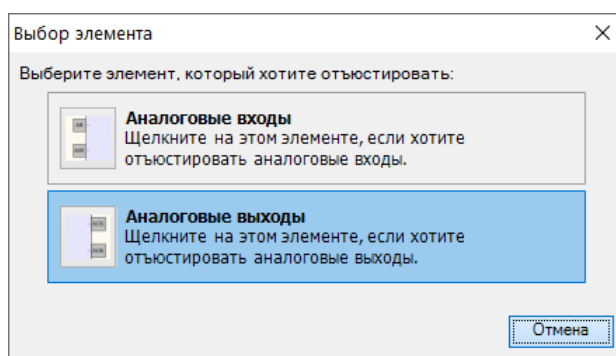 Выбор элемента
Выберите элемент, который хотите отъюстировать:
Аналоговые входы
Щелкните на этом элементе, если хотите
отъюстировать аналоговые входы.
Аналоговые выходы
Щелкните на этом элементе, если хотите
отъюстировать аналоговые выходы.
Отмена